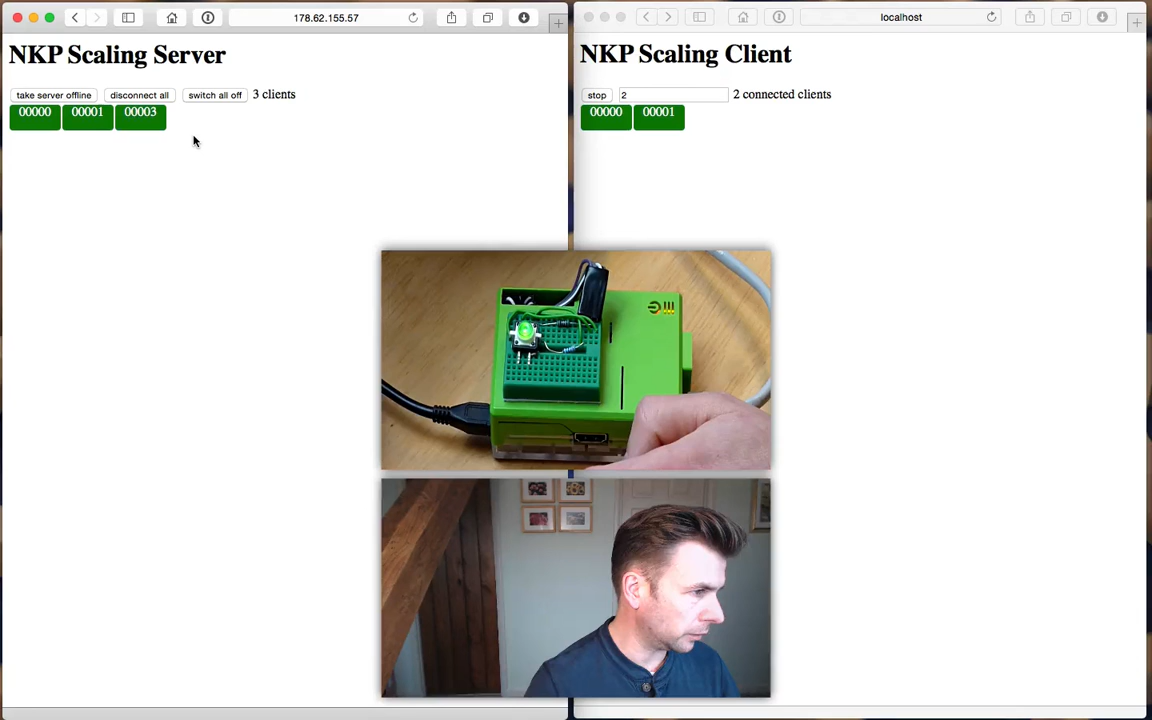 178.62.155.57
localhost
NKP Scaling Server
take server offline disconnect all switch all off 3 clients
00000 00001 00003
NKP Scaling Client
stop 2 2 connected clients
00000 00001